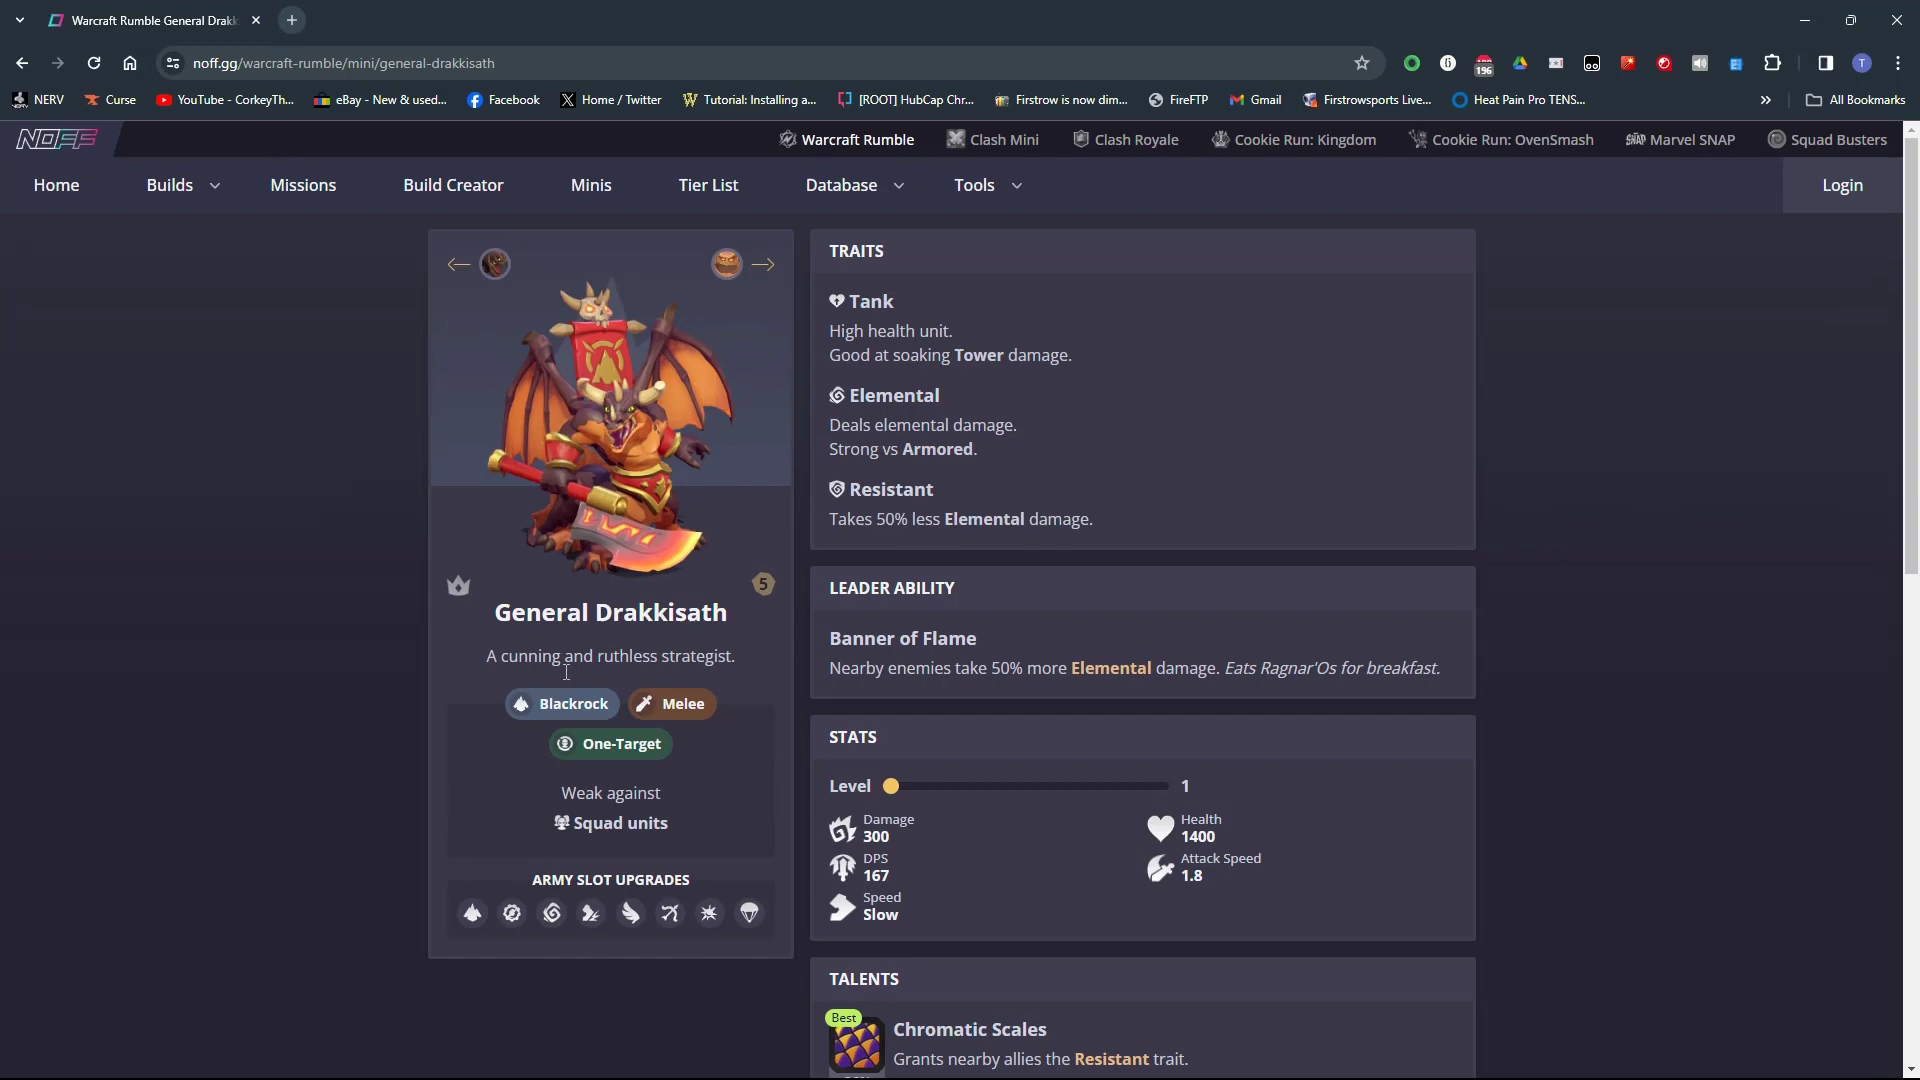 Warcraft Rumble General Drakk
noff.gg/warcraft-rumble/mini/general-drakkisath
196
T
NERV
Curse
YouTube - CorkeyTh...
eBay - New & used...
Facebook
Home / Twitter
Tutorial: Installing a...
[ROOT] HubCap Chr...
Firstrow is now dim...
FireFTP
Gmail
Firstrowsports Live...
Heat Pain Pro TENS...
All Bookmarks
NOFF
Warcraft Rumble
Clash Mini
Clash Royale
Cookie Run: Kingdom
Cookie Run: OvenSmash
SNAP Marvel SNAP
Squad Busters
Home
Builds
Missions
Build Creator
Minis
Tier List
Database
Tools
Login
5
General Drakkisath
A cunning and ruthless strategist.
Blackrock
Melee
One-Target
Weak against
Squad units
ARMY SLOT UPGRADES
TRAITS
Tank
High health unit.
Good at soaking Tower damage.
Elemental
Deals elemental damage.
Strong vs Armored.
Resistant
Takes 50% less Elemental damage.
LEADER ABILITY
Banner of Flame
Nearby enemies take 50% more Elemental damage. Eats Ragnar'Os for breakfast.
STATS
Level 1
Damage
300
Health
1400
DPS
167
Attack Speed
1.8
Speed
Slow
TALENTS
Best
Chromatic Scales
Grants nearby allies the Resistant trait.